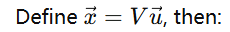 Define $\vec{x} = V\vec{u}$, then: